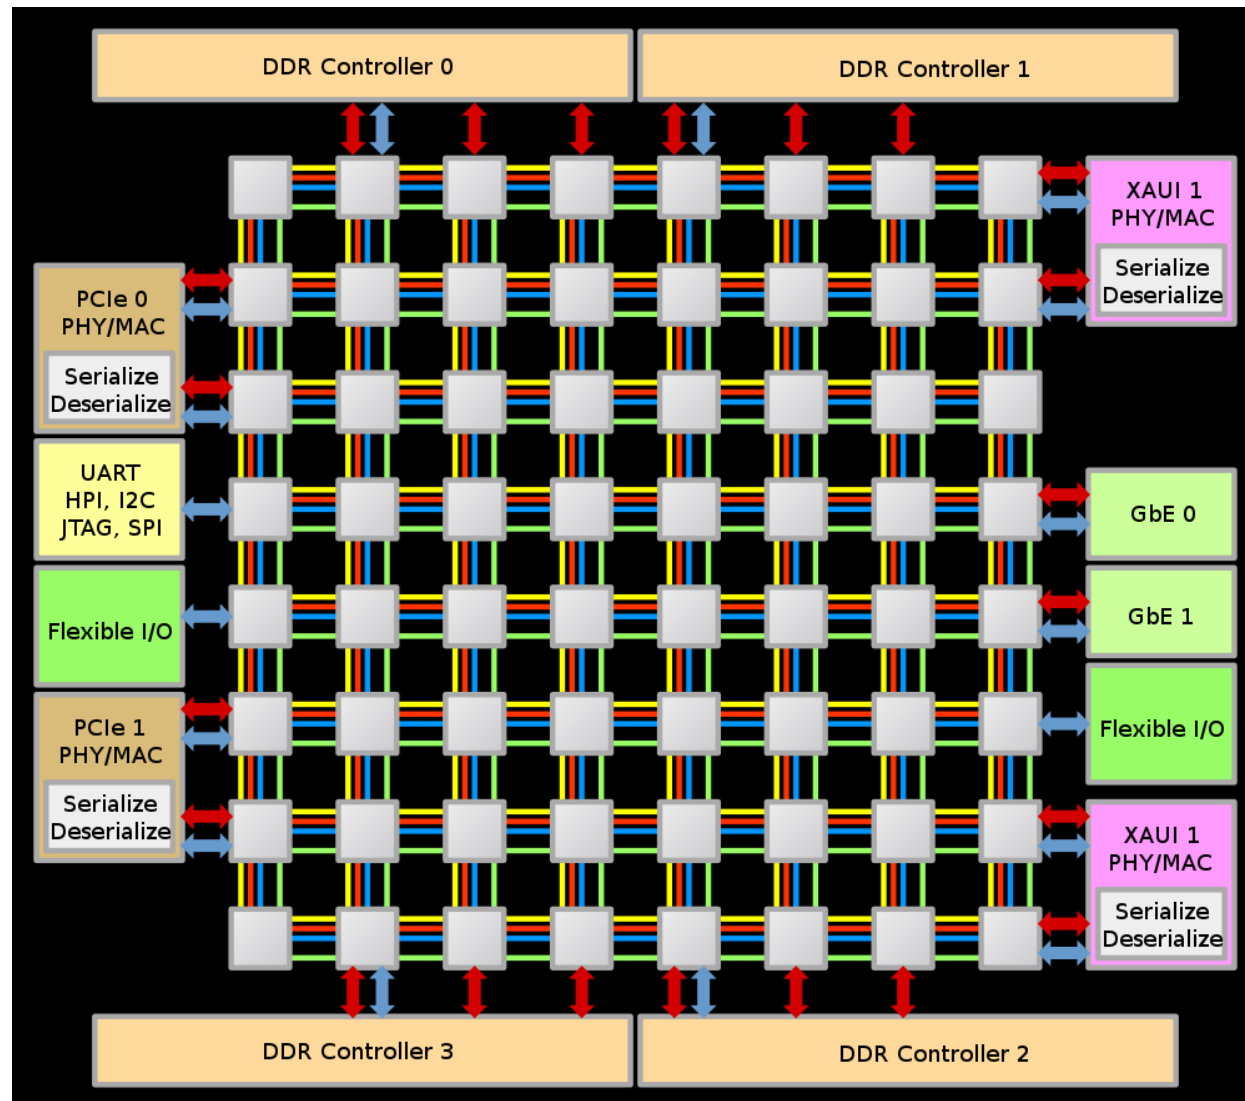 DDR Controller 0
DDR Controller 1
XAUI 1
PHY/MAC
Serialize
Deserialize
PCIe 0
PHY/MAC
Serialize
Deserialize
UART
HPI, I2C
JTAG, SPI
GbE 0
Flexible I/O
GbE 1
PCIe 1
PHY/MAC
Serialize
Deserialize
Flexible I/O
XAUI 1
PHY/MAC
Serialize
Deserialize
DDR Controller 3
DDR Controller 2